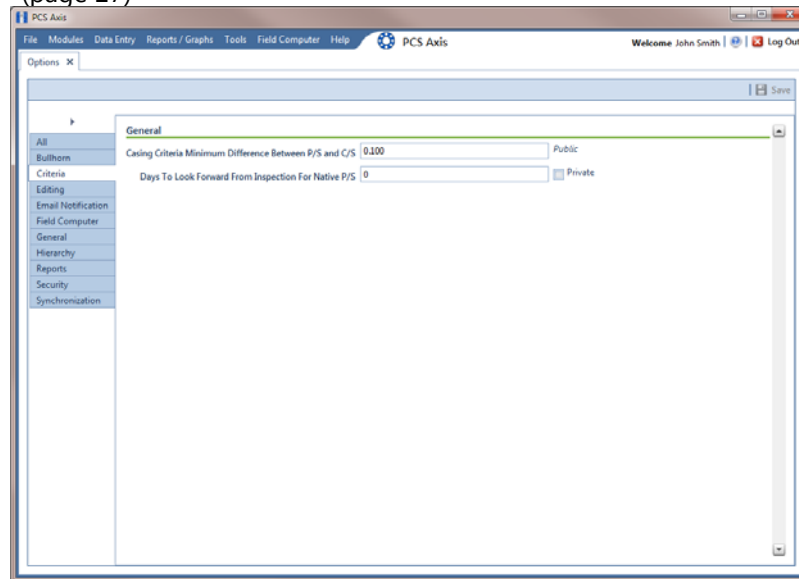 (page 27)
PCS Axis
File Modules Data Entry Reports / Graphs Tools Field Computer Help PCS Axis Welcome John Smith Log Out
Options X
Save
General
All
Bullhorn
Criteria
Editing
Email Notification
Field Computer
General
Hierarchy
Reports
Security
Synchronization
Casing Criteria Minimum Difference Between P/S and C/S 0.100 Public
Days To Look Forward From Inspection For Native P/S 0 Private